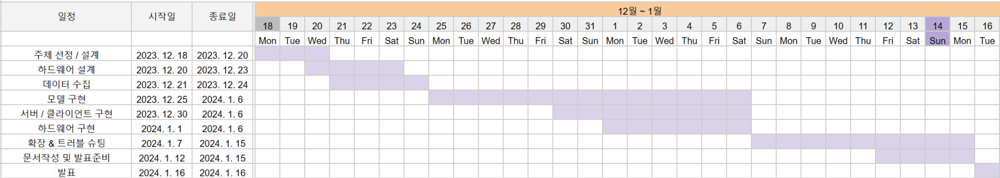 일정 시작일 종료일 12월 ~ 1월
18 19 20 21 22 23 24 25 26 27 28 29 30 31 1 2 3 4 5 6 7 8 9 10 11 12 13 14 15 16
Mon Tue Wed Thu Fri Sat Sun Mon Tue Wed Thu Fri Sat Sun Mon Tue Wed Thu Fri Sat Sun Mon Tue Wed Thu Fri Sat Sun Mon Tue
주제 선정 / 설계 2023. 12. 18 2023. 12. 20
하드웨어 설계 2023. 12. 20 2023. 12. 23
데이터 수집 2023. 12. 21 2023. 12. 24
모델 구현 2023. 12. 25 2024. 1. 6
서버 / 클라이언트 구현 2023. 12. 30 2024. 1. 6
하드웨어 구현 2024. 1. 1 2024. 1. 6
확장 & 트러블 슈팅 2024. 1. 7 2024. 1. 15
문서작성 및 발표준비 2024. 1. 12 2024. 1. 15
발표 2024. 1. 16 2024. 1. 16